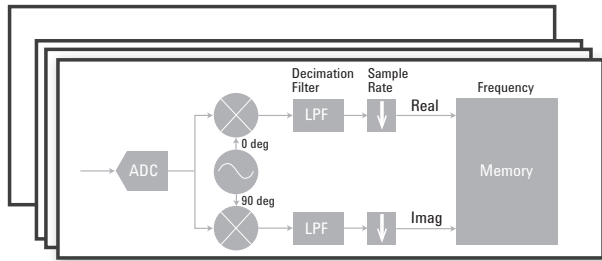 Decimation Filter
Sample Rate
Frequency
LPF
Real
0 deg
ADC
Memory
90 deg
LPF
Imag